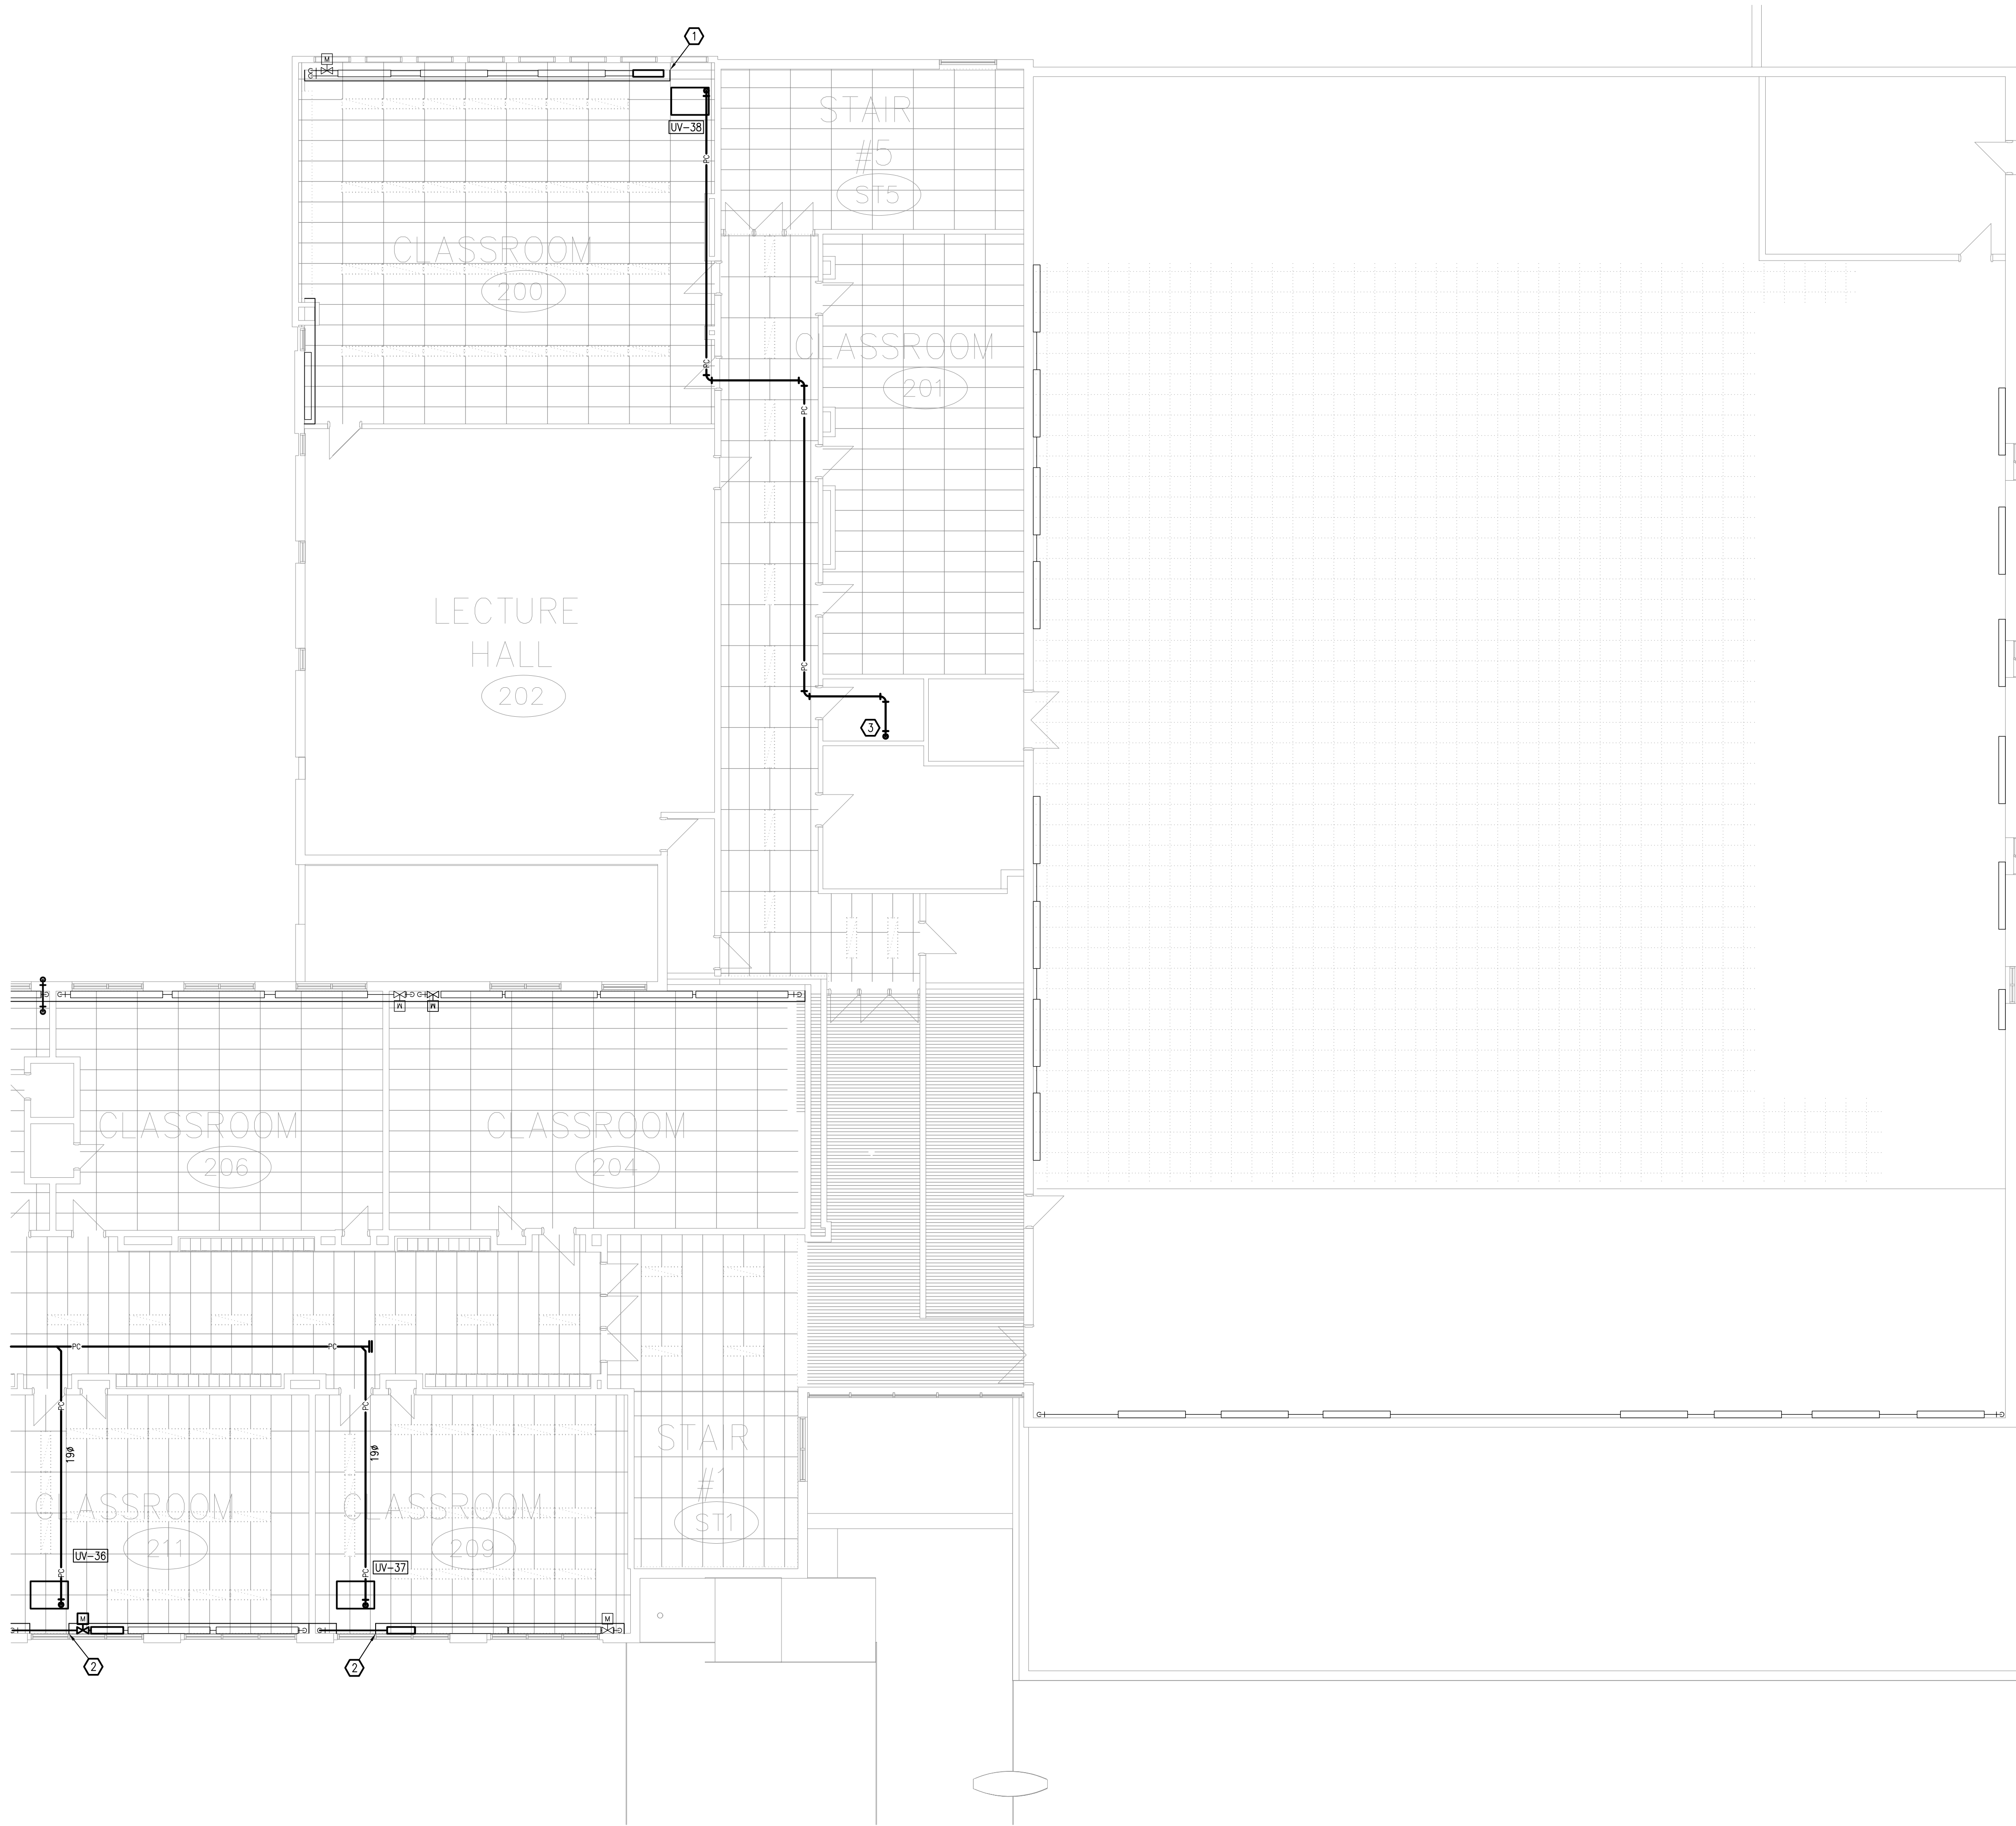 1
M
UV-38
PC
STAIR
#5
ST5
CLASSROOM
200
CLASSROOM
201
PC
PC
LECTURE
HALL
202
PC
3
M
M
CLASSROOM
206
CLASSROOM
204
PC
PC
PC
PC
19ø
19ø
STAIR
#1
ST1
CLASSROOM
211
CLASSROOM
209
UV-36
UV-37
PC
PC
M
M
2
2